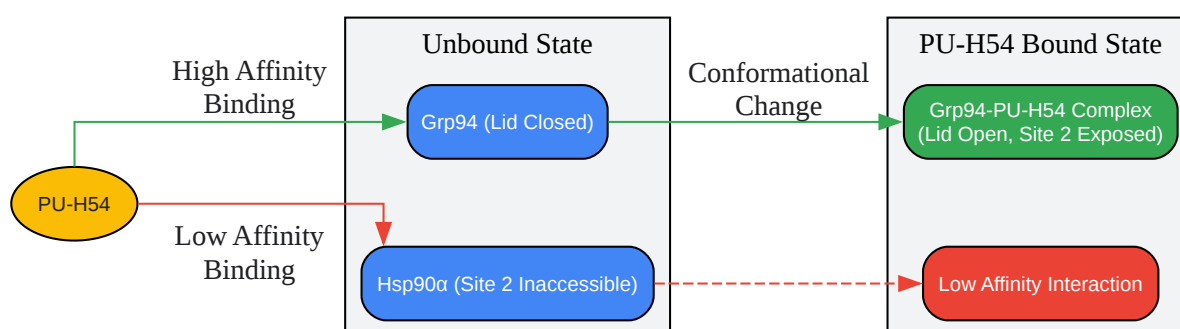 Unbound State
PU-H54 Bound State
High Affinity
Binding
Conformational
Change
Grp94 (Lid Closed)
Grp94-PU-H54 Complex
(Lid Open, Site 2 Exposed)
PU-H54
Low Affinity
Binding
Hsp90α (Site 2 Inaccessible)
Low Affinity Interaction